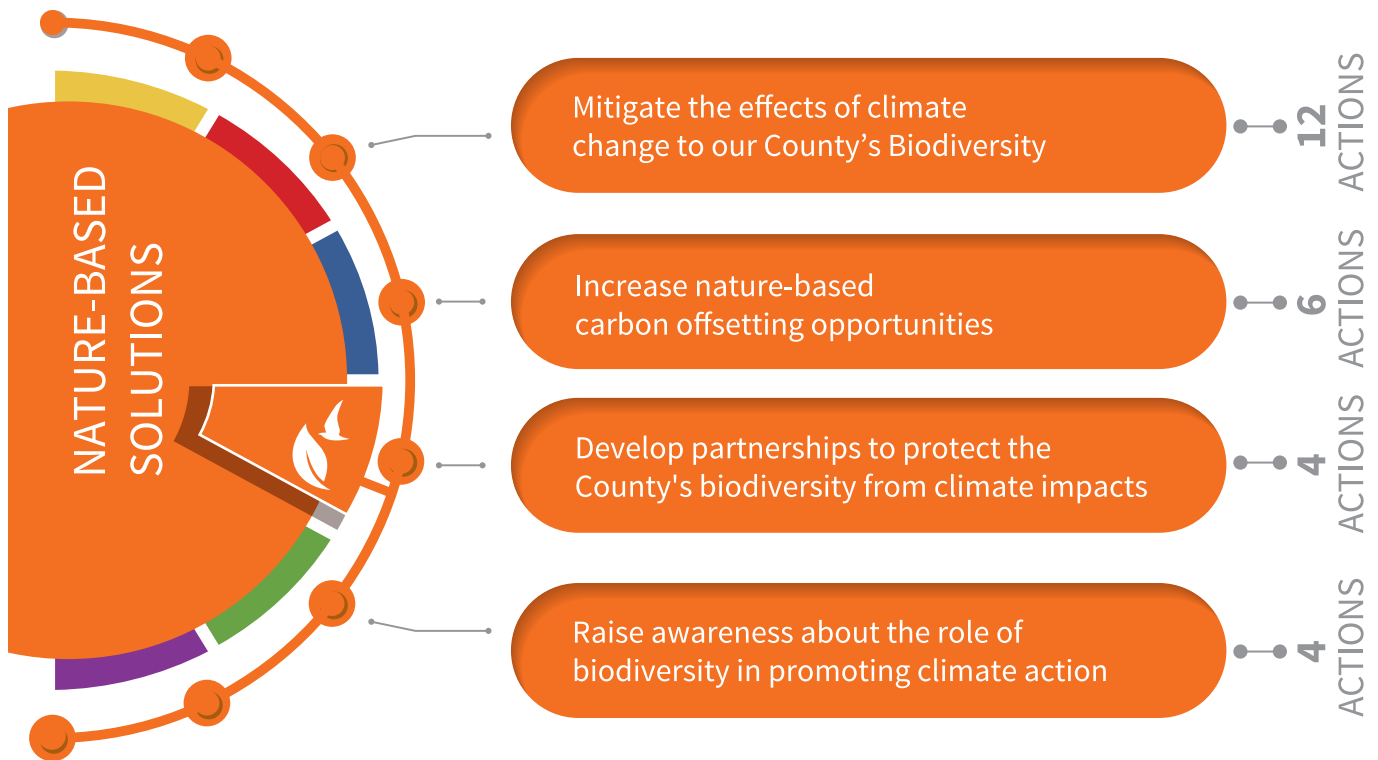 NATURE-BASED
SOLUTIONS
Mitigate the effects of climate
change to our County’s Biodiversity
12
ACTIONS
Increase nature-based
carbon offsetting opportunities
6
ACTIONS
Develop partnerships to protect the
County's biodiversity from climate impacts
4
ACTIONS
Raise awareness about the role of
biodiversity in promoting climate action
4
ACTIONS